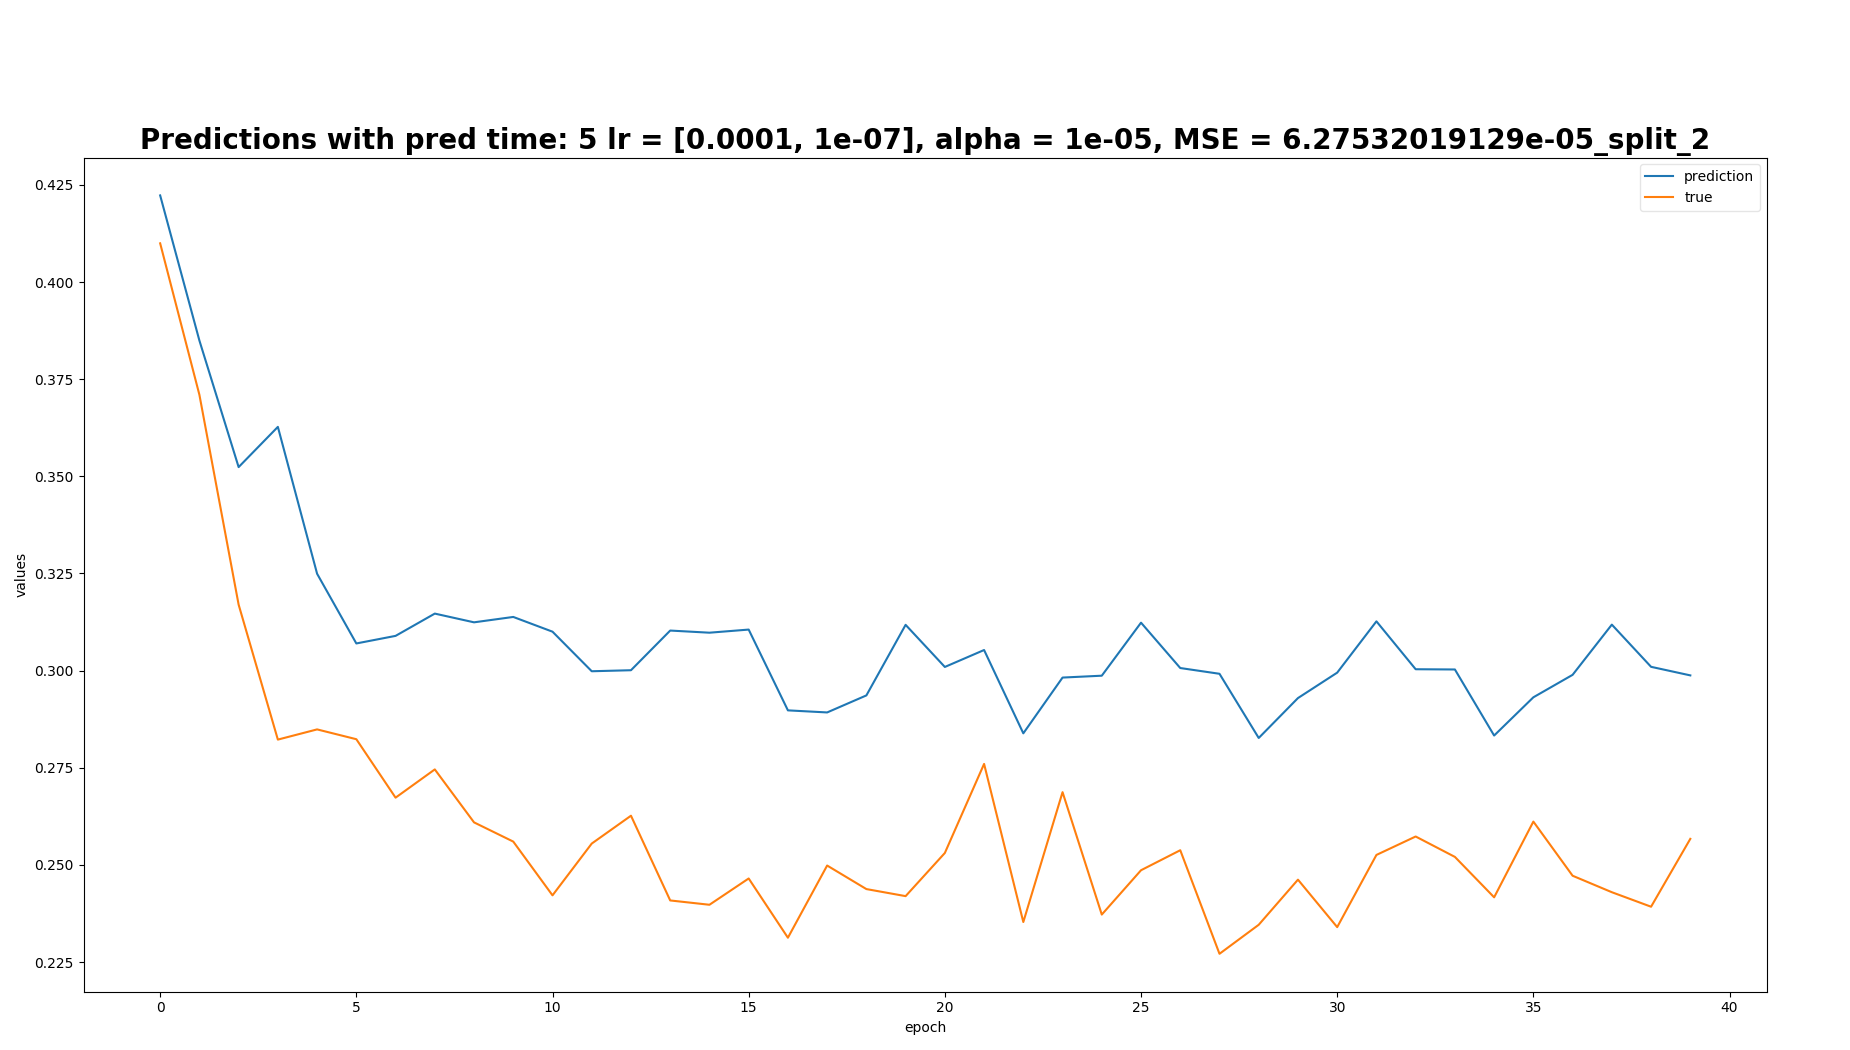 Predictions with pred time: 5 lr = [0.0001, 1e-07], alpha = 1e-05, MSE = 6.27532019129e-05_split_2
prediction
true
0.425
0.400
0.375
0.350
0.325
0.300
0.275
0.250
0.225
values
0 5 10 15 20 25 30 35 40
epoch